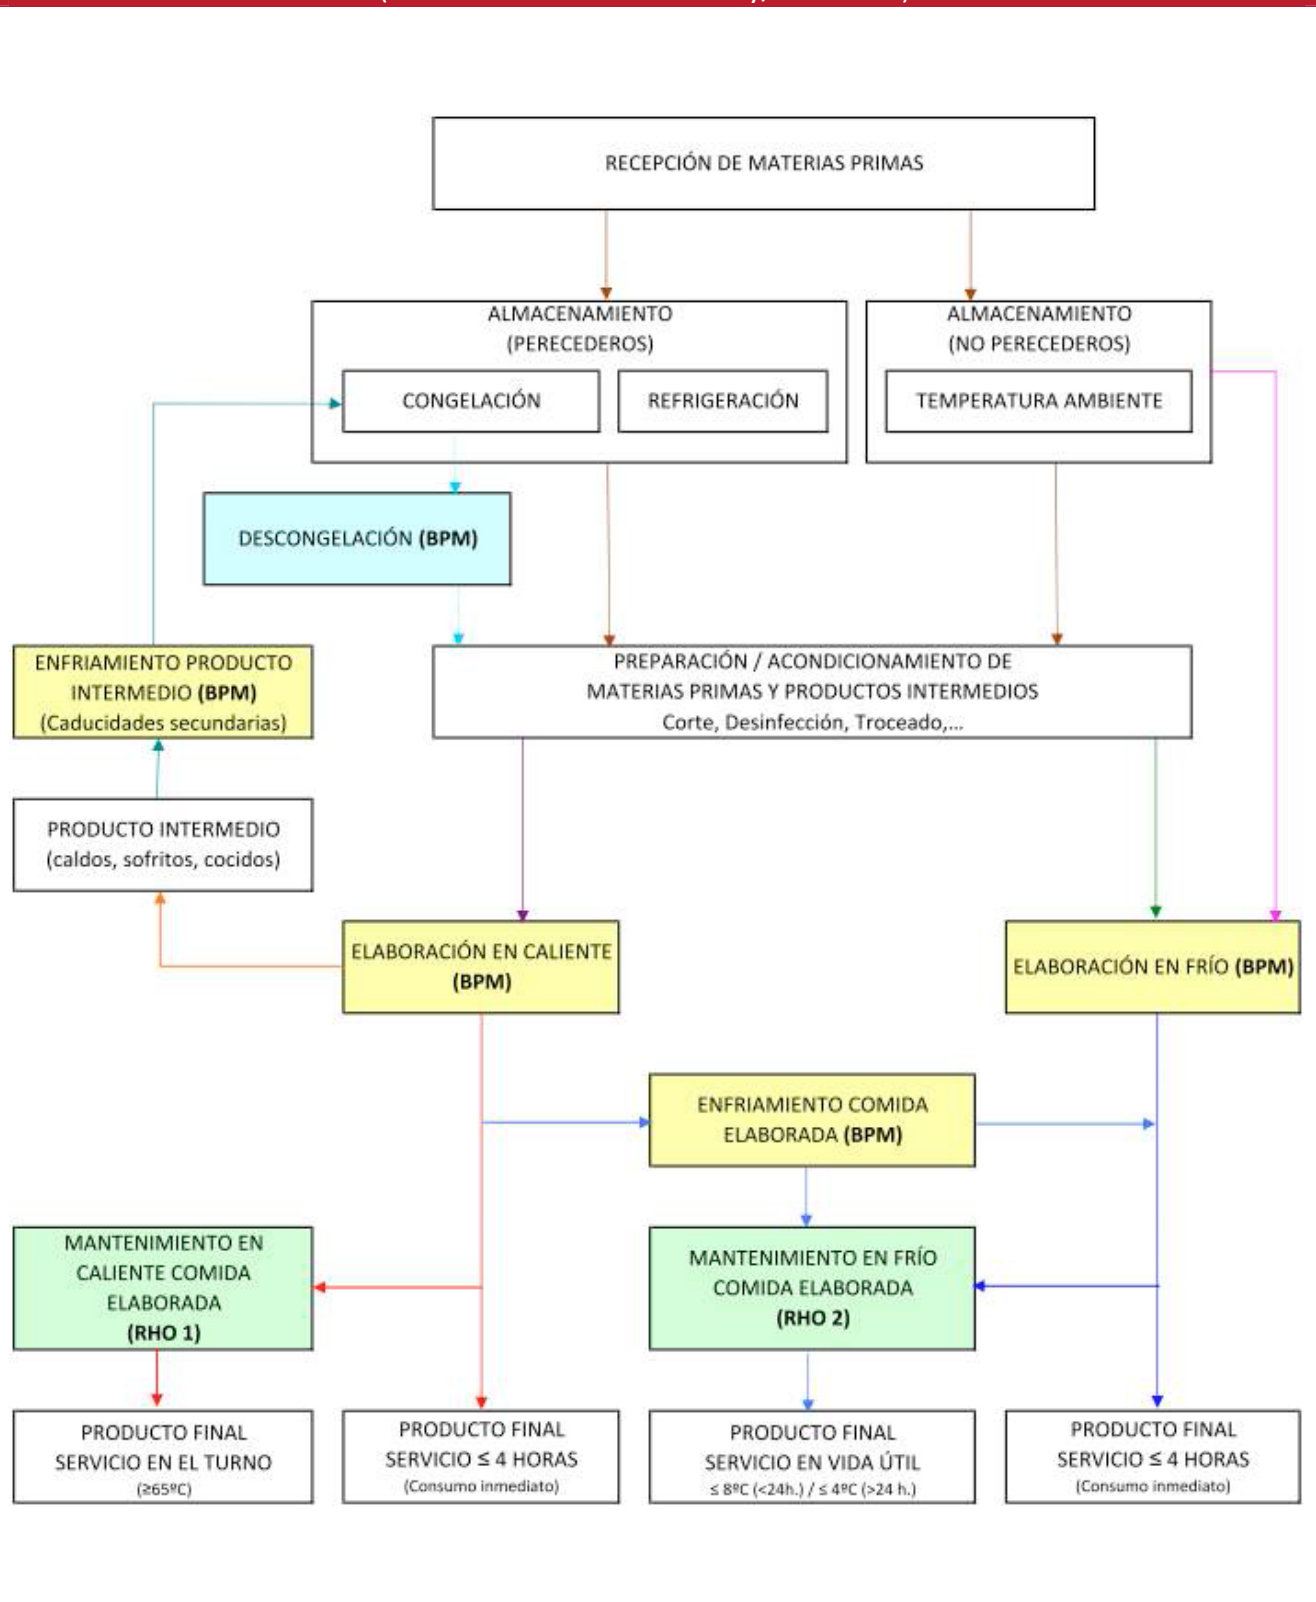 RECEPCIÓN DE MATERIAS PRIMAS
ALMACENAMIENTO
(PERECEDEROS)
CONGELACIÓN
REFRIGERACIÓN
ALMACENAMIENTO
(NO PERECEDEROS)
TEMPERATURA AMBIENTE
DESCONGELACIÓN (BPM)
ENFRIAMIENTO PRODUCTO
INTERMEDIO (BPM)
(Caducidades secundarias)
PREPARACIÓN / ACONDICIONAMIENTO DE
MATERIAS PRIMAS Y PRODUCTOS INTERMEDIOS
Corte, Desinfección, Troceado,...
PRODUCTO INTERMEDIO
(caldos, sofritos, cocidos)
ELABORACIÓN EN CALIENTE
(BPM)
ELABORACIÓN EN FRÍO (BPM)
ENFRIAMIENTO COMIDA
ELABORADA (BPM)
MANTENIMIENTO EN
CALIENTE COMIDA
ELABORADA
(RHO 1)
MANTENIMIENTO EN FRÍO
COMIDA ELABORADA
(RHO 2)
PRODUCTO FINAL
SERVICIO EN EL TURNO
(≥65ºC)
PRODUCTO FINAL
SERVICIO ≤ 4 HORAS
(Consumo inmediato)
PRODUCTO FINAL
SERVICIO EN VIDA ÚTIL
≤ 8ºC (<24h.) / ≤ 4ºC (>24 h.)
PRODUCTO FINAL
SERVICIO ≤ 4 HORAS
(Consumo inmediato)